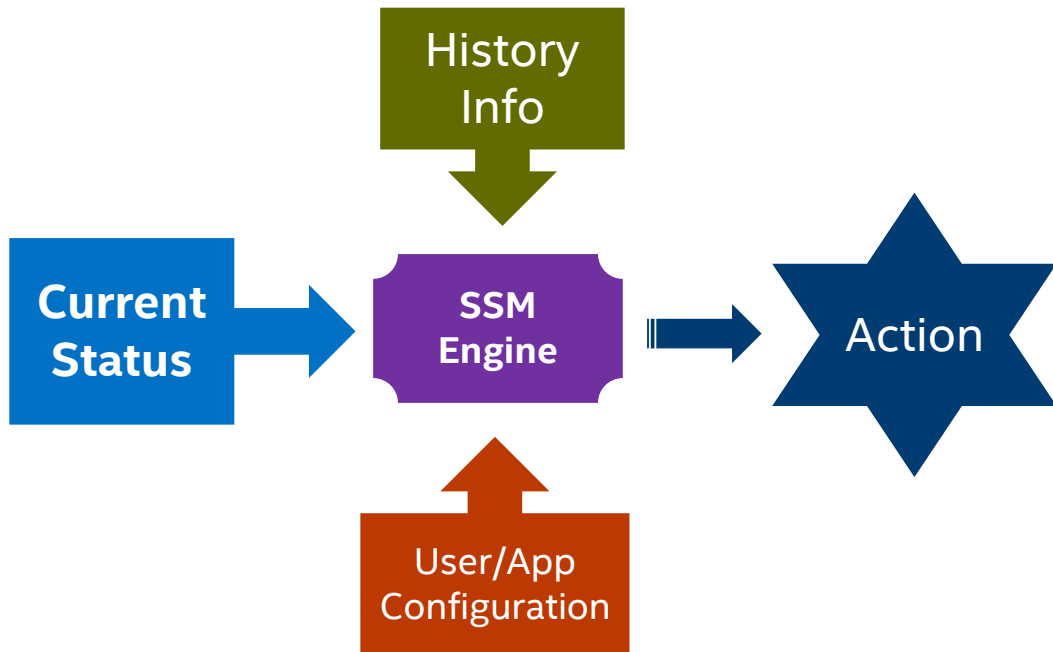 History
Info
Current
Status
SSM
Engine
Action
User/App
Configuration